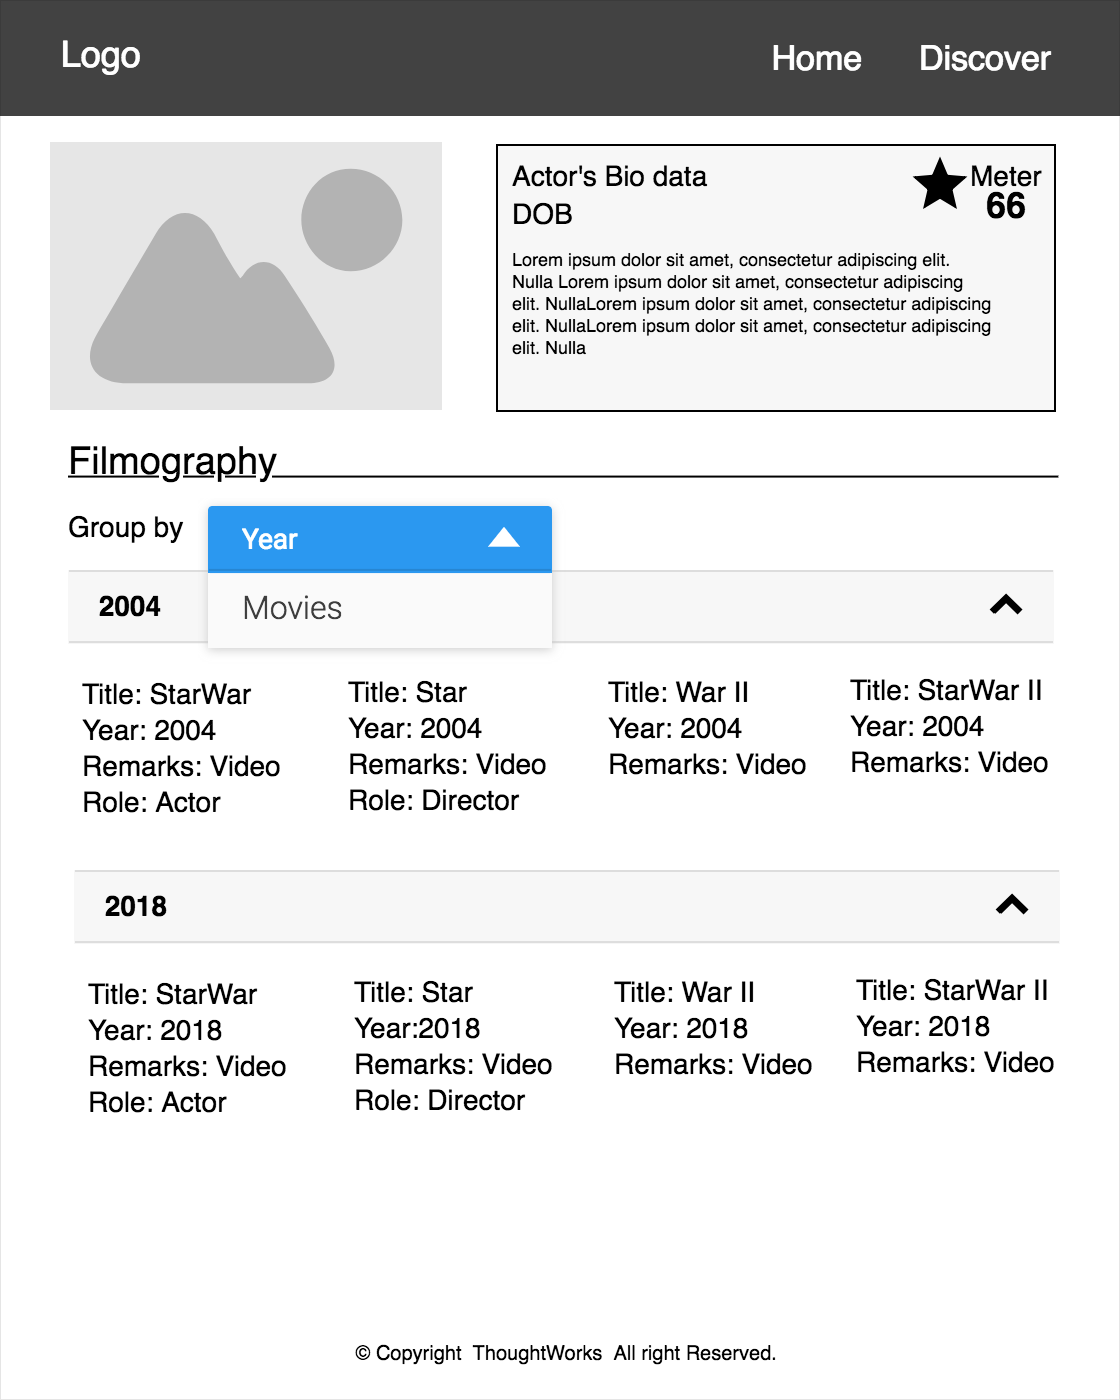 Logo
Home
Discover
Actor's Bio data
DOB
Meter
66
Lorem ipsum dolor sit amet, consectetur adipiscing elit.
Nulla Lorem ipsum dolor sit amet, consectetur adipiscing
elit. NullaLorem ipsum dolor sit amet, consectetur adipiscing
elit. NullaLorem ipsum dolor sit amet, consectetur adipiscing
elit. Nulla
Filmography
Group by
Year
Movies
2004
Title: StarWar
Year: 2004
Remarks: Video
Role: Actor
Title: Star
Year: 2004
Remarks: Video
Role: Director
Title: War II
Year: 2004
Remarks: Video
Title: StarWar II
Year: 2004
Remarks: Video
2018
Title: StarWar
Year: 2018
Remarks: Video
Role: Actor
Title: Star
Year:2018
Remarks: Video
Role: Director
Title: War II
Year: 2018
Remarks: Video
Title: StarWar II
Year: 2018
Remarks: Video
© Copyright ThoughtWorks All right Reserved.